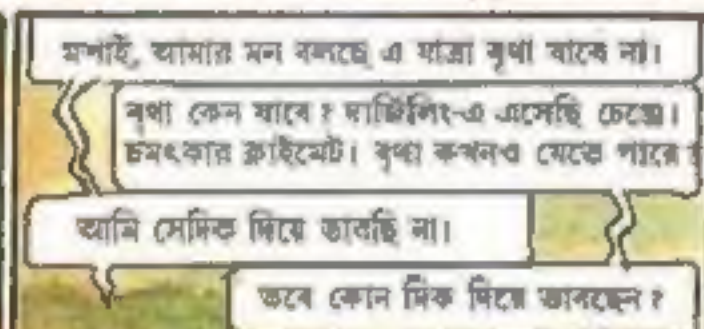 মশাই, আমার মন বলছে এ যাত্রা বৃথা যাবে না।
বৃথা কেন যাবে? দার্জিলিং-এ এসেছি চেঞ্জে।
চমৎকার ক্লাইমেট। বৃথা কখনও যেতে পারে?
আমি সেদিক দিয়ে ভাবছি না।
তবে কোন দিক দিয়ে ভাবছেন?